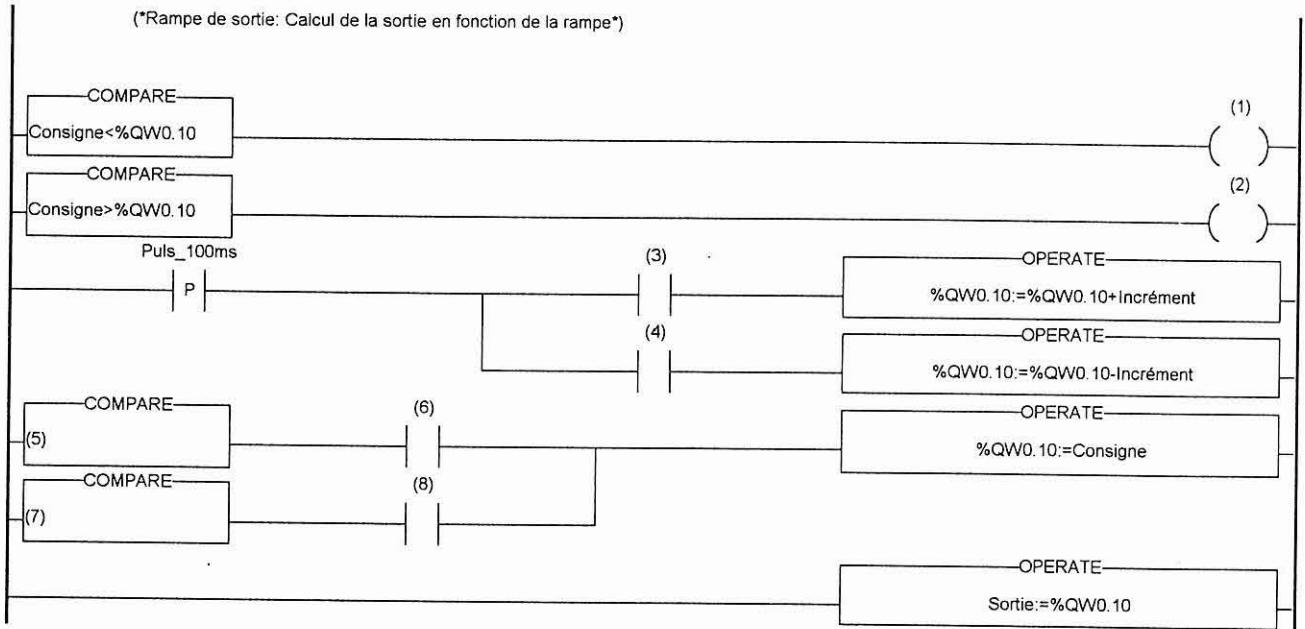 (*Rampe de sortie: Calcul de la sortie en fonction de la rampe*)
COMPARE
Consigne<%QW0.10
(1)
COMPARE
Consigne>%QW0.10
(2)
Puls_100ms
P
(3)
OPERATE
%QW0.10:=%QW0.10+Incrément
(4)
OPERATE
%QW0.10:=%QW0.10-Incrément
COMPARE
(5)
(6)
OPERATE
%QW0.10:=Consigne
COMPARE
(7)
(8)
OPERATE
Sortie:=%QW0.10